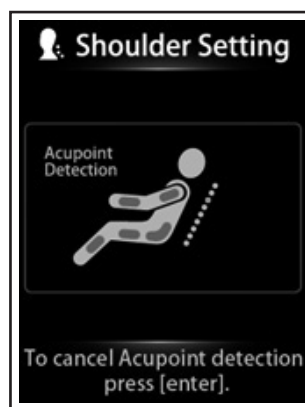 Shoulder Setting
Acupoint
Detection
To cancel Acupoint detection
press [enter].